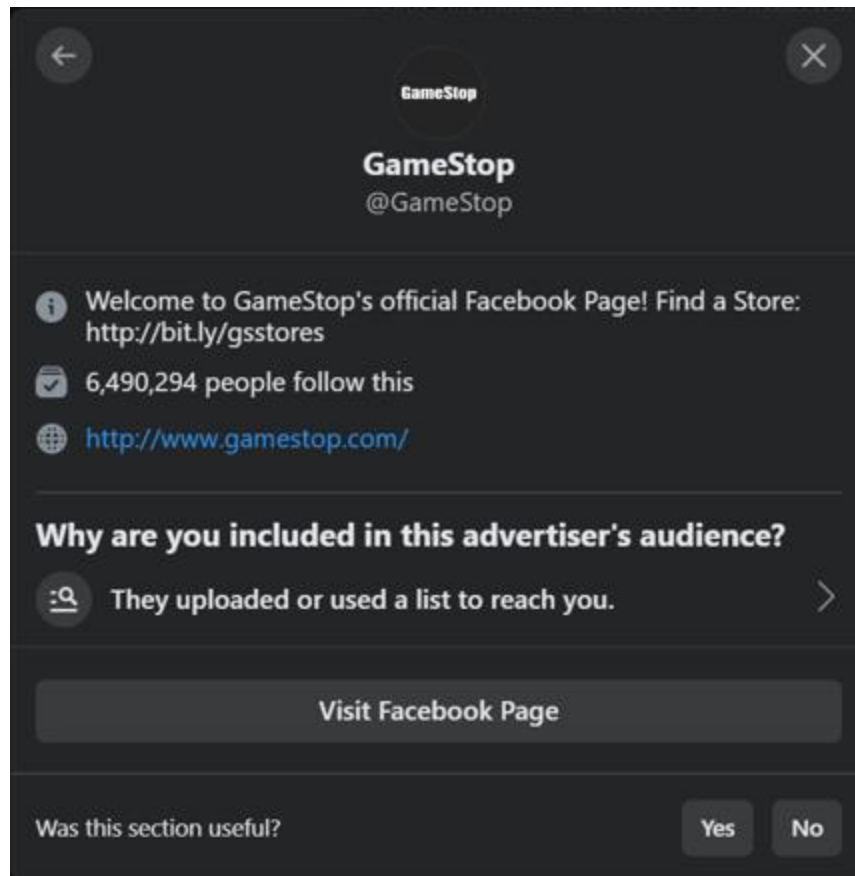 GameStop
GameStop
@GameStop
Welcome to GameStop's official Facebook Page! Find a Store:
http://bit.ly/gsstores
6,490,294 people follow this
http://www.gamestop.com/
Why are you included in this advertiser's audience?
They uploaded or used a list to reach you.
Visit Facebook Page
Was this section useful?
Yes
No